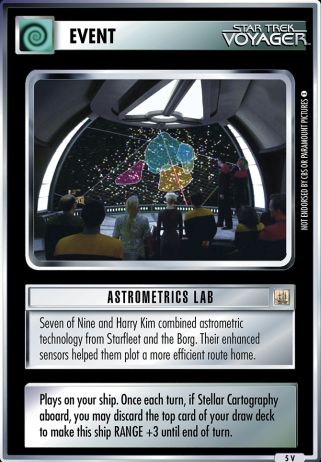 EVENT
STAR TREK
VOYAGER
NOT ENDORSED BY CBS OR PARAMOUNT PICTURES
ASTROMETRICS LAB
Seven of Nine and Harry Kim combined astrometric
technology from Starfleet and the Borg. Their enhanced
sensors helped them plot a more efficient route home.
Plays on your ship. Once each turn, if Stellar Cartography
aboard, you may discard the top card of your draw deck
to make this ship RANGE +3 until end of turn.
5 V